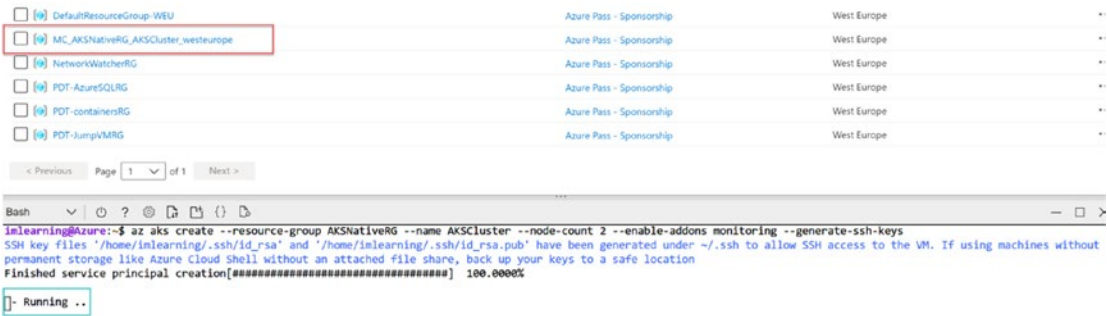 DefaultResourceGroup-WEU Azure Pass - Sponsorship West Europe
MC_AKSNativeRG_AKSCluster_westeurope Azure Pass - Sponsorship West Europe
NetworkWatcherRG Azure Pass - Sponsorship West Europe
PDT-AzureSQLRG Azure Pass - Sponsorship West Europe
PDT-containersRG Azure Pass - Sponsorship West Europe
PDT-JumpVMRG Azure Pass - Sponsorship West Europe
< Previous Page 1 of 1 Next >
Bash
imlearning@Azure:~$ az aks create --resource-group AKSNativeRG --name AKSCluster --node-count 2 --enable-addons monitoring --generate-ssh-keys
SSH key files '/home/imlearning/.ssh/id_rsa' and '/home/imlearning/.ssh/id_rsa.pub' have been generated under ~/.ssh to allow SSH access to the VM. If using machines without
permanent storage like Azure Cloud Shell without an attached file share, back up your keys to a safe location
Finished service principal creation[##################################] 100.0000%
- Running ..